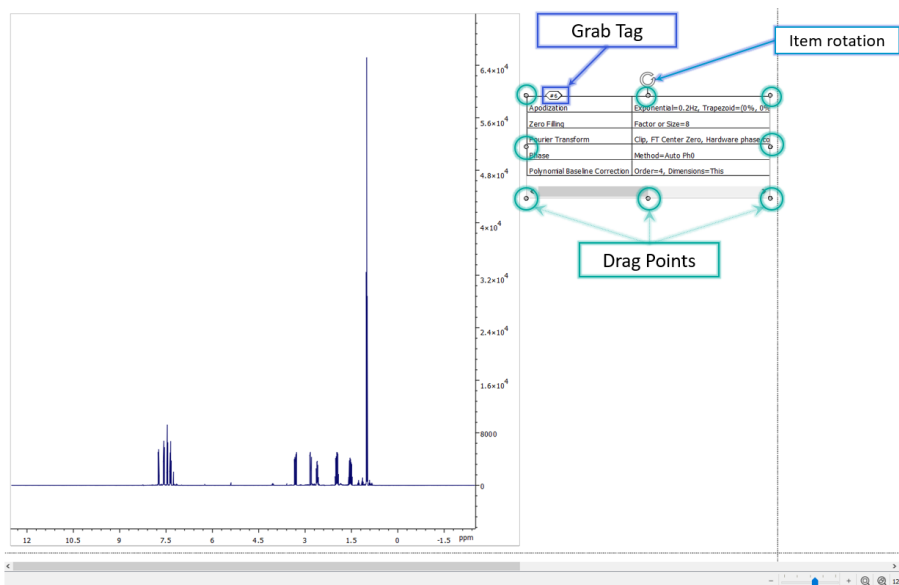 Grab Tag
Item rotation
#6
Apodization Exponential=0.2Hz, Trapezoid=(0%, 0%
Zero Filling Factor or Size=8
Fourier Transform Clip, FT Center Zero, Hardware phase co
Phase Method=Auto Ph0
Polynomial Baseline Correction Order=4, Dimensions=This
Drag Points
6.4×10⁴
5.6×10⁴
4.8×10⁴
4×10⁴
3.2×10⁴
2.4×10⁴
1.6×10⁴
8000
0
12 10.5 9 7.5 6 4.5 3 1.5 0 -1.5 ppm
12